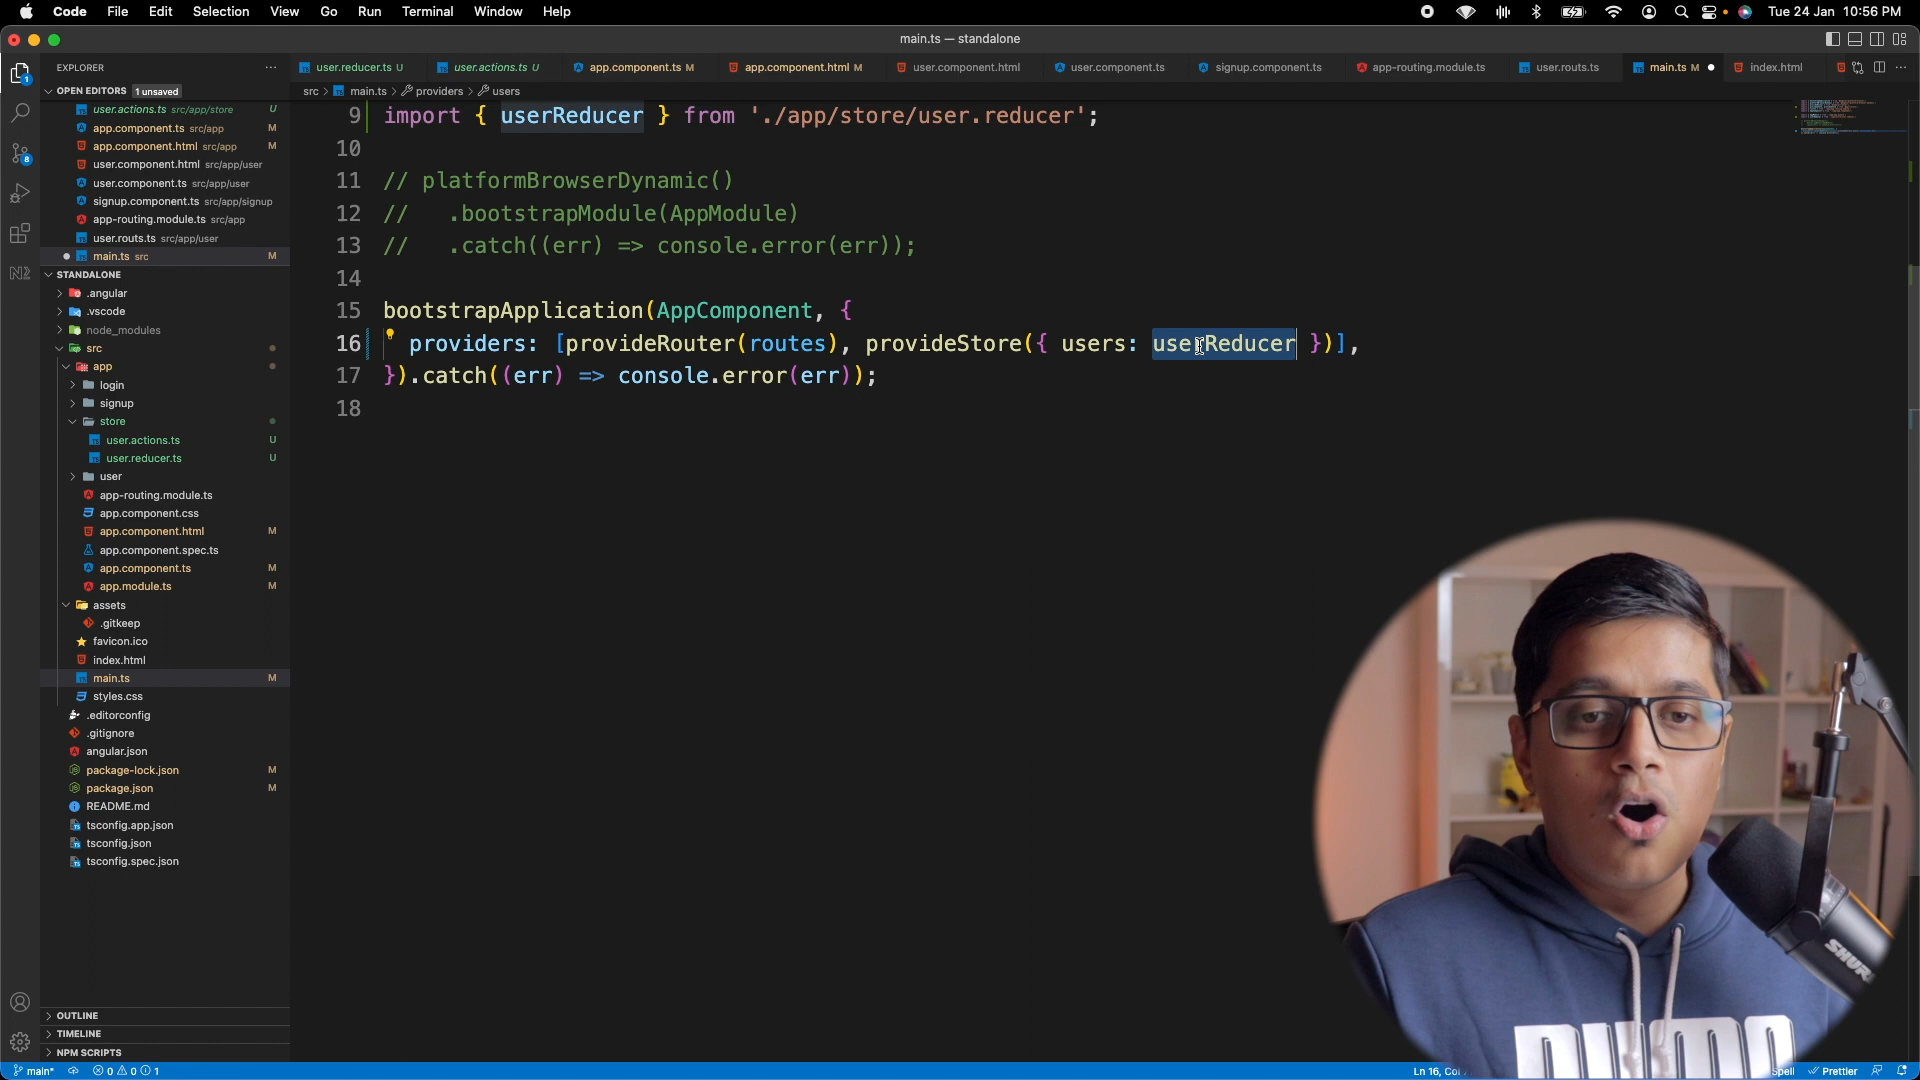 Code File Edit Selection View Go Run Terminal Window Help Tue 24 Jan 10:56 PM
main.ts — standalone
EXPLORER
user.reducer.ts U user.actions.ts U app.component.ts M app.component.html M user.component.html user.component.ts signup.component.ts app-routing.module.ts user.routs.ts main.ts M index.html
OPEN EDITORS 1 unsaved
src > main.ts > providers > users
user.actions.ts src/app/store U
app.component.ts src/app M
app.component.html src/app M
user.component.html src/app/user
user.component.ts src/app/user
signup.component.ts src/app/signup
app-routing.module.ts src/app
user.routs.ts src/app/user
main.ts src M
STANDALONE
.angular
.vscode
node_modules
src
app
login
signup
store
user.actions.ts U
user.reducer.ts U
user
app-routing.module.ts
app.component.css
app.component.html M
app.component.spec.ts
app.component.ts M
app.module.ts M
assets
.gitkeep
favicon.ico
index.html
main.ts M
styles.css
.editorconfig
.gitignore
angular.json
package-lock.json M
package.json M
README.md
tsconfig.app.json
tsconfig.json
tsconfig.spec.json
OUTLINE
TIMELINE
NPM SCRIPTS
9 import { userReducer } from './app/store/user.reducer';
10
11 // platformBrowserDynamic()
12 //   .bootstrapModule(AppModule)
13 //   .catch((err) => console.error(err));
14
15 bootstrapApplication(AppComponent, {
16   providers: [provideRouter(routes), provideStore({ users: userReducer })],
17 }).catch((err) => console.error(err));
18
SHURE
PUMA
main* 0 0 1 Ln 16, Co Spell Prettier